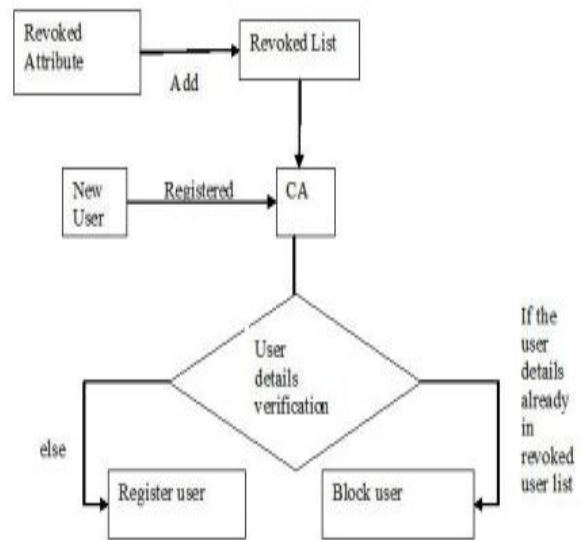 Revoked
Attribute
Revoked List
Add
New
User
Registered
CA
User
details
verification
If the
user
details
already
in
revoked
user list
else
Register user
Block user